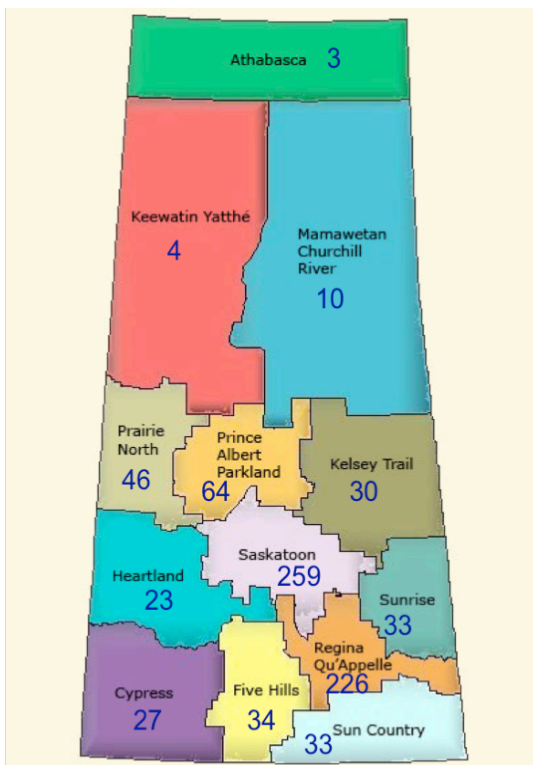 Athabasca 3
Keewatin Yatthé
4
Mamawetan
Churchill
River
10
Prairie
North
46
Prince
Albert
Parkland
64
Kelsey Trail
30
Saskatoon
259
Heartland
23
Sunrise
33
Regina
Qu'Appelle
226
Cypress
27
Five Hills
34
Sun Country
33